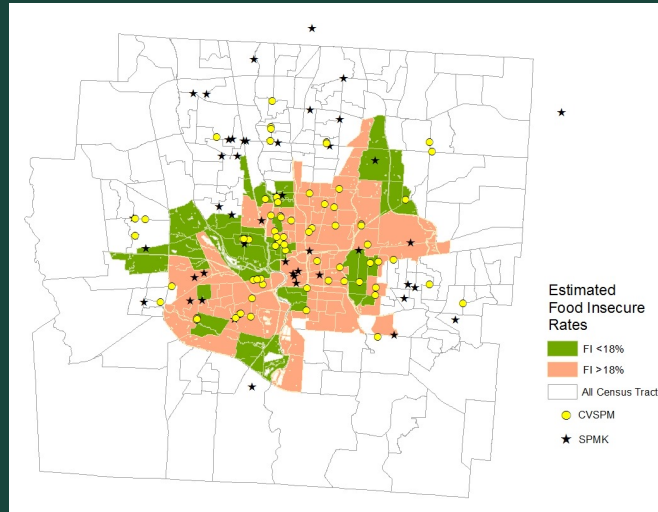 Estimated
Food Insecure
Rates
FI <18%
FI >18%
All Census Tract
CVSPM
SPMK